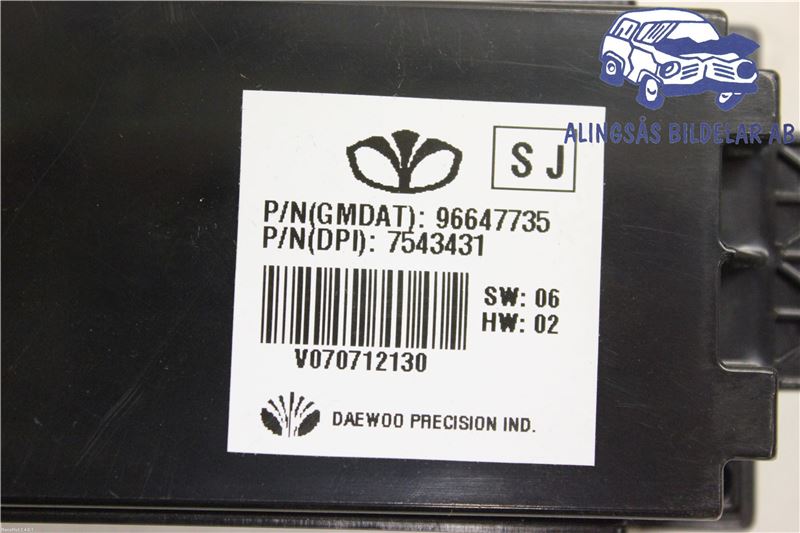 ALINGSÅS BILDELAR AB
S J
P/N(GMDAT): 96647735
P/N(DPI): 7543431
SW: 06
HW: 02
V070712130
DAEWOO PRECISION IND.